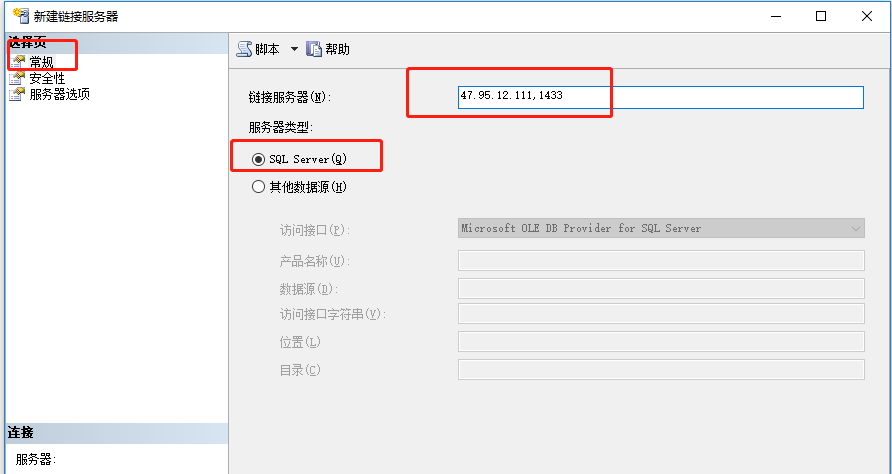 新建链接服务器
选择页
常规
安全性
服务器选项
脚本 帮助
链接服务器(N): 47.95.12.111,1433
服务器类型:
SQL Server(Q)
其他数据源(H)
访问接口(P): Microsoft OLE DB Provider for SQL Server
产品名称(U):
数据源(D):
访问接口字符串(V):
位置(L)
目录(C)
连接
服务器: